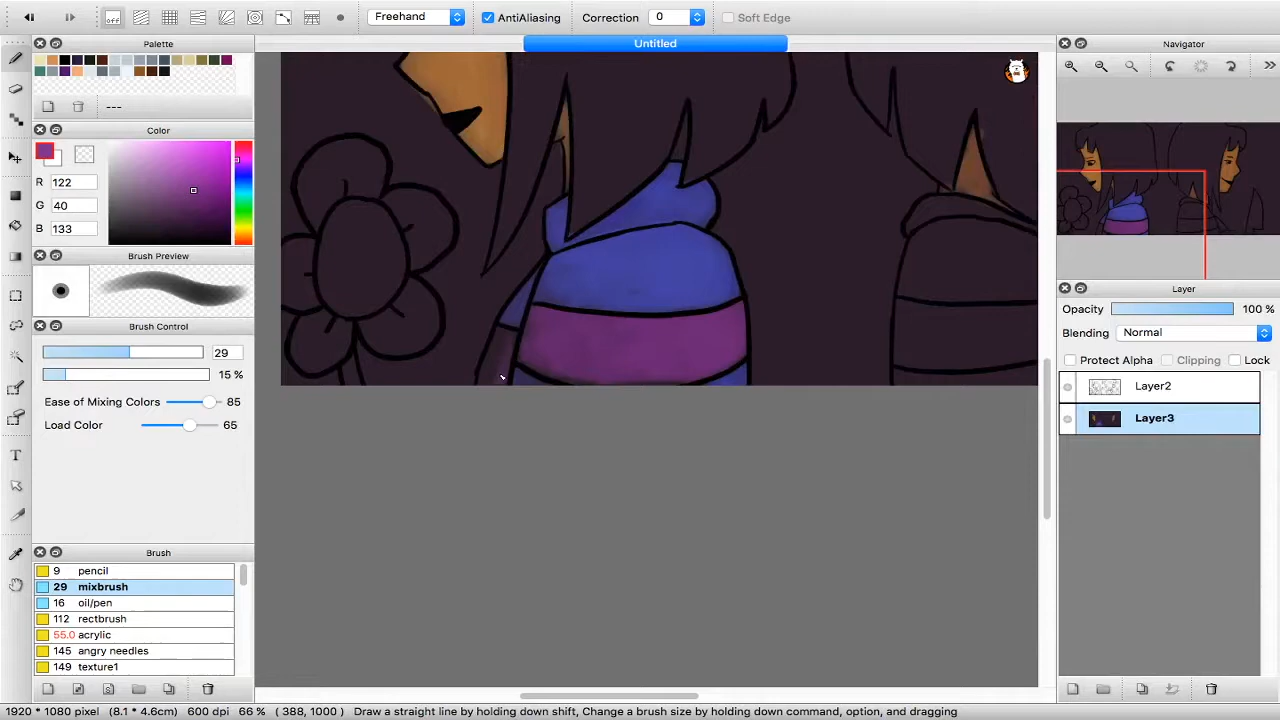 off Freehand AntiAliasing Correction 0 Soft Edge
Untitled
Palette
---
Color
R 122
G 40
B 133
Brush Preview
Brush Control
29
15 %
Ease of Mixing Colors 85
Load Color 65
Brush
9 pencil
29 mixbrush
16 oil/pen
112 rectbrush
55.0 acrylic
145 angry needles
149 texture1
Navigator
Layer
Opacity 100 %
Blending Normal
Protect Alpha Clipping Lock
Layer2
Layer3
1920 * 1080 pixel (8.1 * 4.6cm) 600 dpi 66 % ( 388, 1000 ) Draw a straight line by holding down shift, Change a brush size by holding down command, option, and dragging